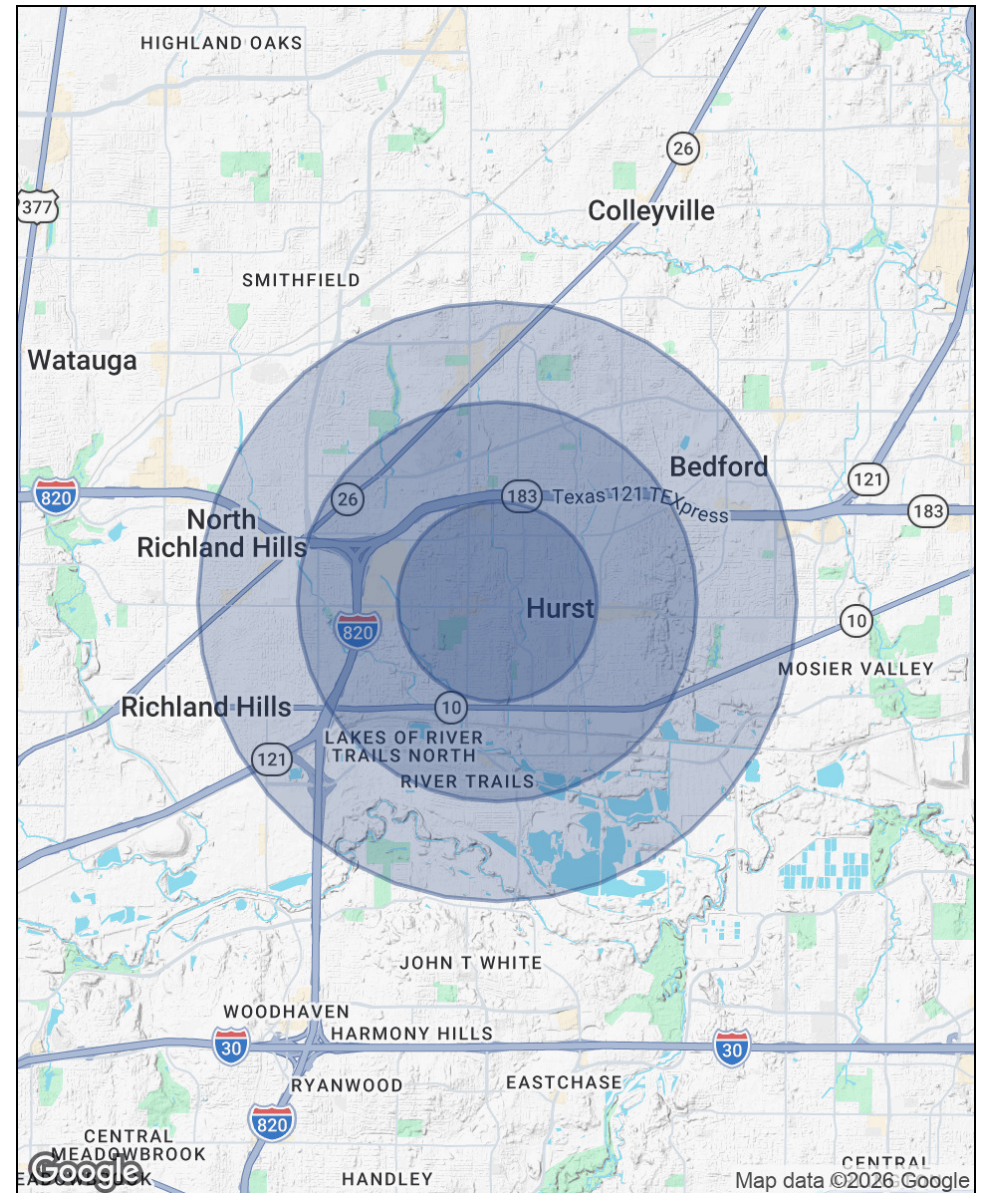 HIGHLAND OAKS
26
377
Colleyville
SMITHFIELD
Watauga
Bedford
121
820
26
183
Texas 121 TEXpress
183
North
Richland Hills
Hurst
10
820
MOSIER VALLEY
Richland Hills
10
LAKES OF RIVER
TRAILS NORTH
121
RIVER TRAILS
JOHN T WHITE
WOODHAVEN
HARMONY HILLS
30
30
RYANWOOD
EASTCHASE
820
CENTRAL
MEADOWBROOK
Google
HANDLEY
CENTRAL
Map data ©2026 Google